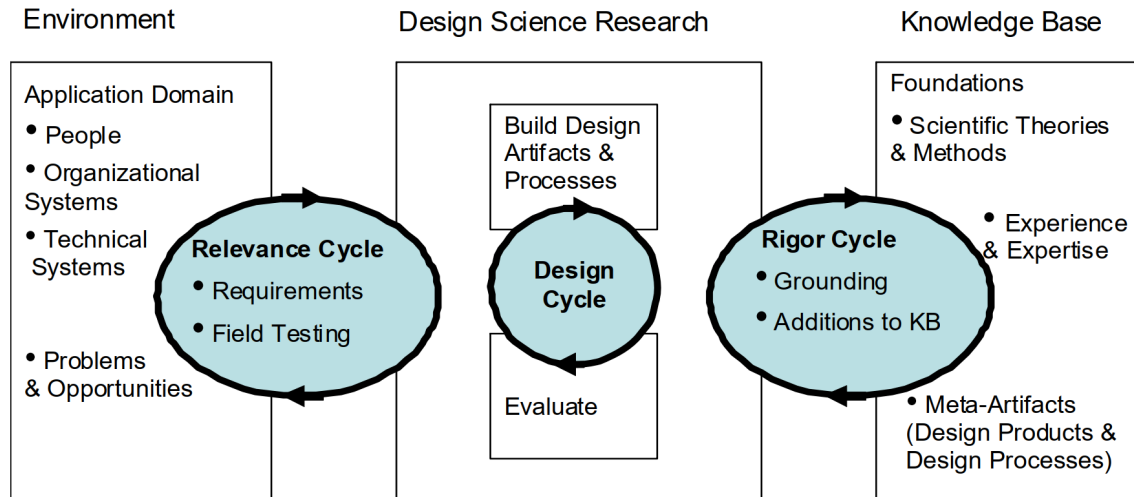 Environment
Design Science Research
Knowledge Base
Application Domain
• People
• Organizational
Systems
• Technical
Systems
• Problems
& Opportunities
Relevance Cycle
• Requirements
• Field Testing
Build Design
Artifacts &
Processes
Design
Cycle
Evaluate
Rigor Cycle
• Grounding
• Additions to KB
Foundations
• Scientific Theories
& Methods
• Experience
& Expertise
• Meta-Artifacts
(Design Products &
Design Processes)